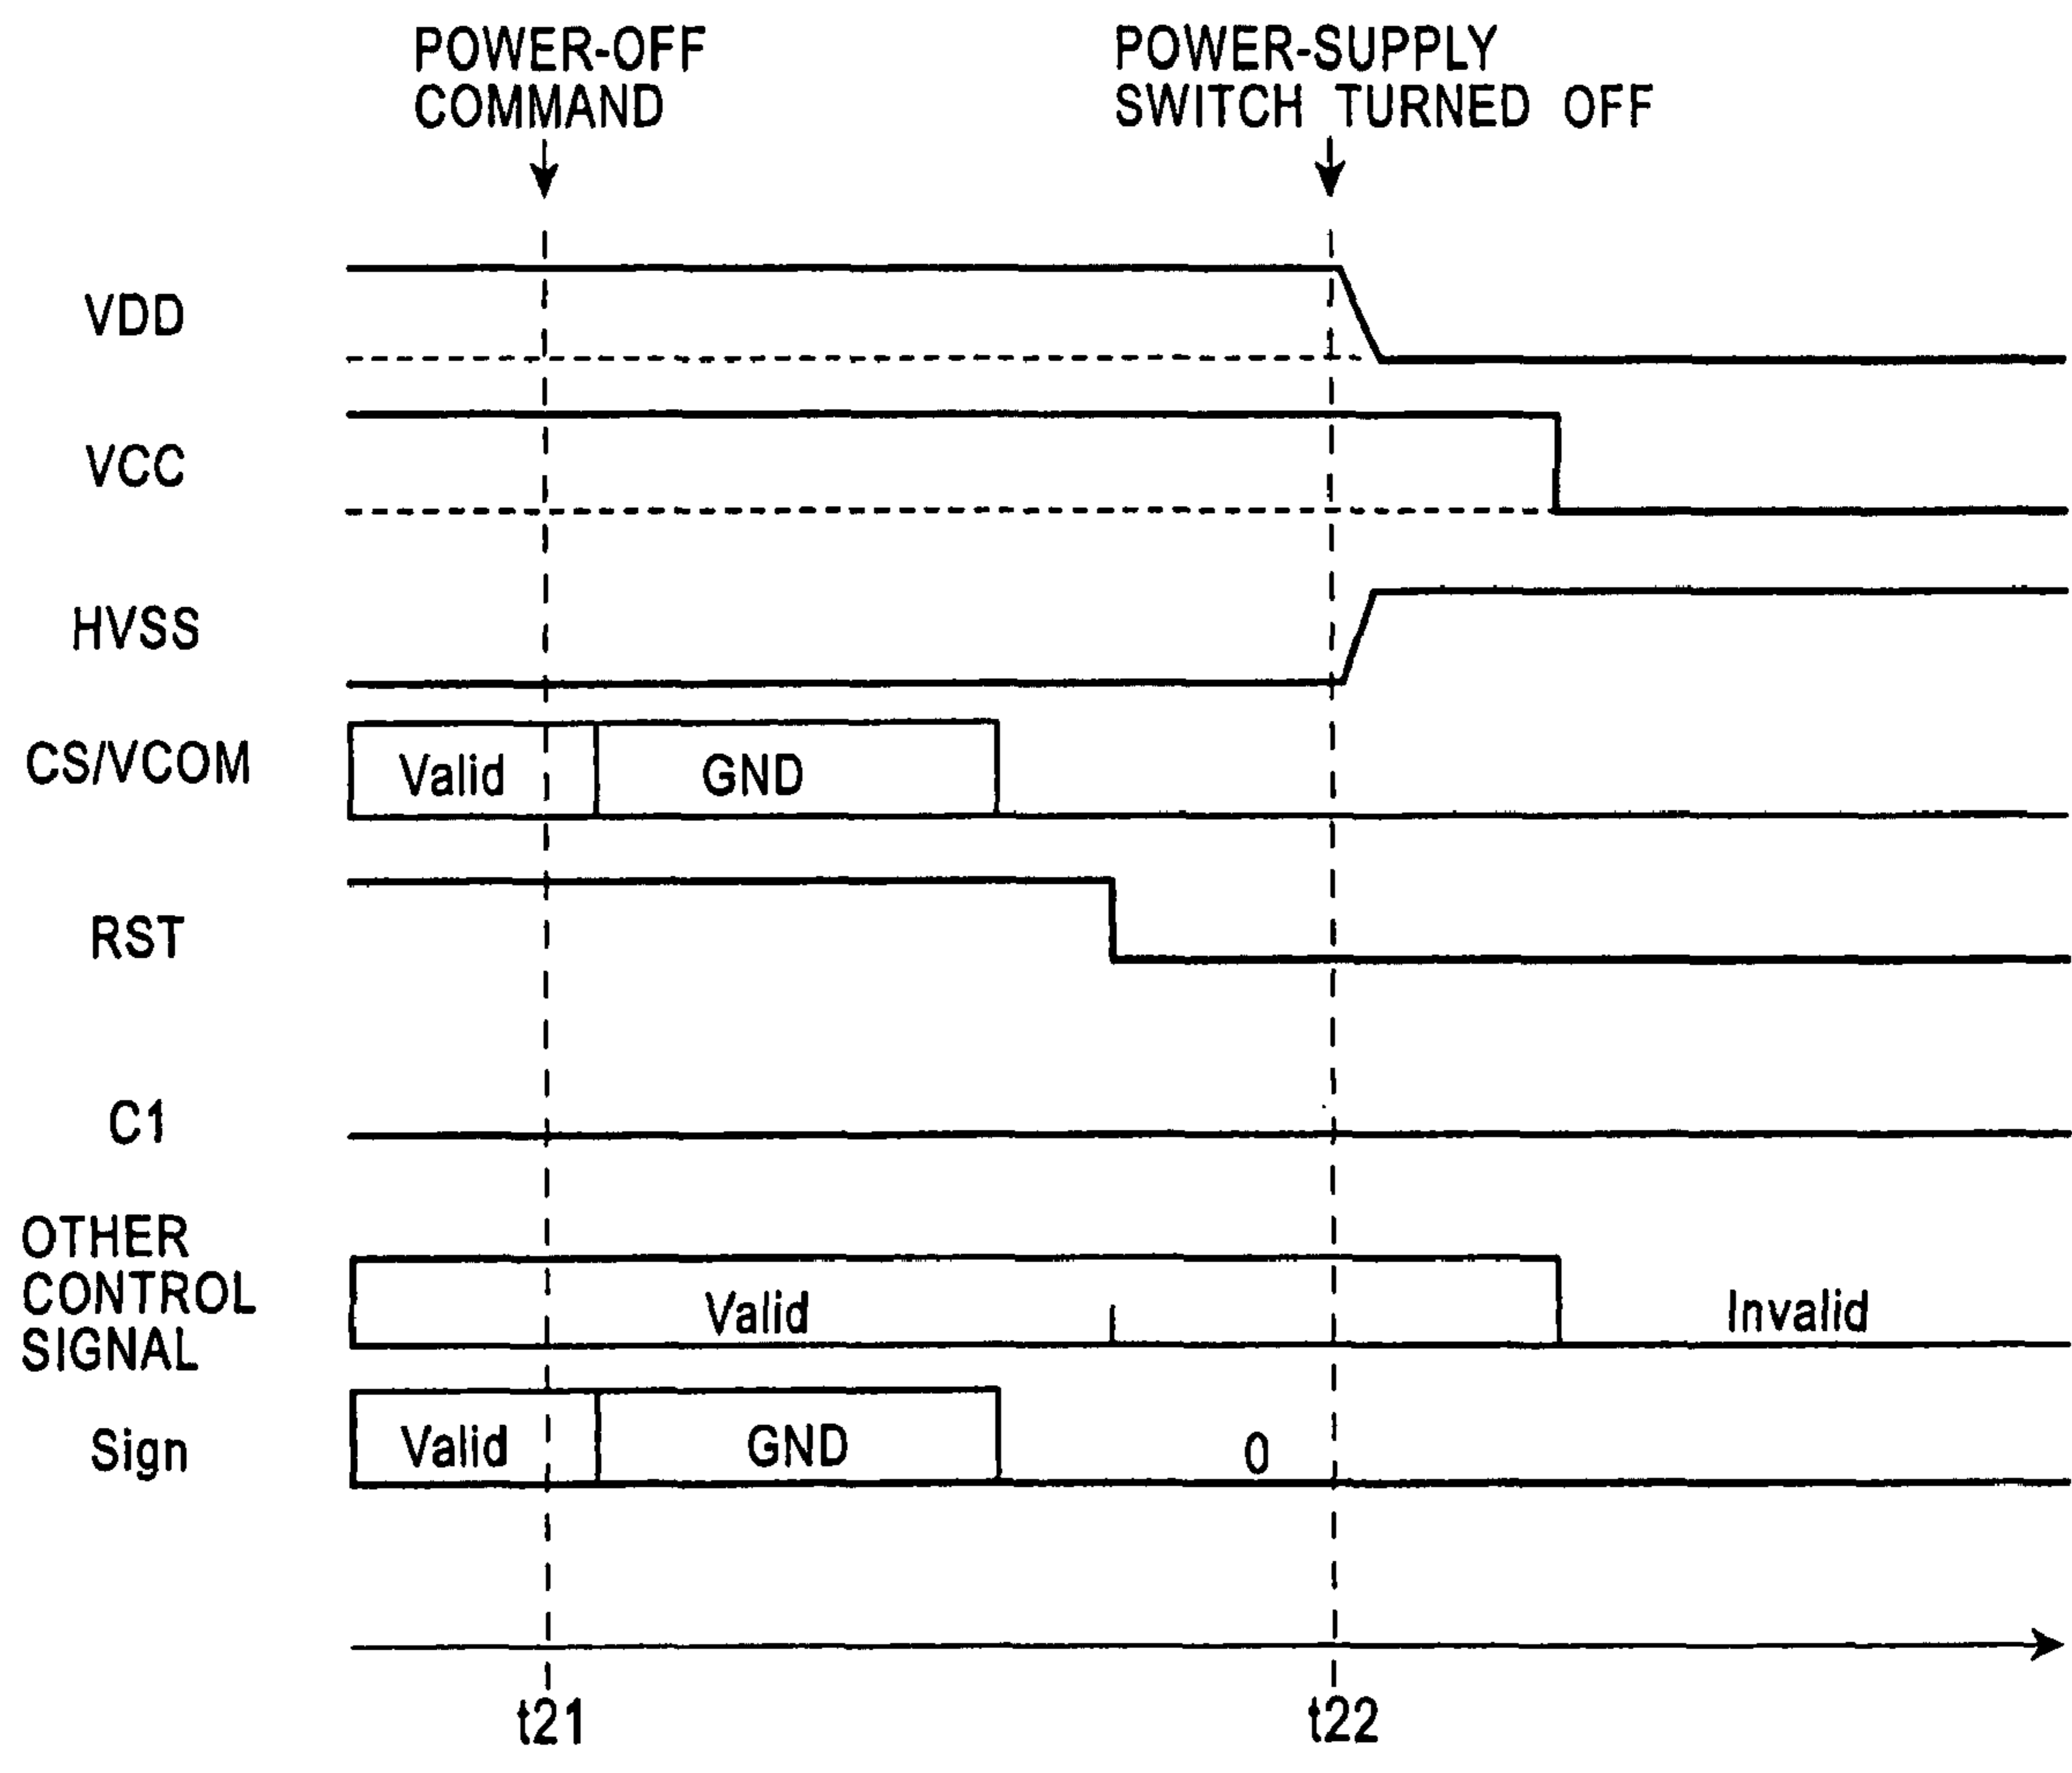 POWER-OFF
COMMAND
POWER-SUPPLY
SWITCH TURNED OFF
VDD
VCC
HVSS
CS/VCOM
Valid
GND
RST
C1
OTHER
CONTROL
SIGNAL
Valid
Invalid
Sign
Valid
GND
0
t21
t22